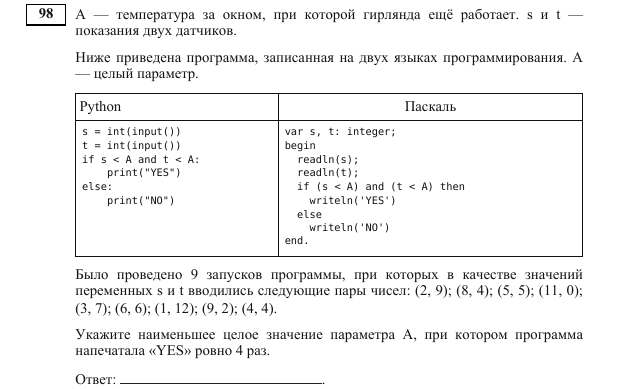 98
А — температура за окном, при которой гирлянда ещё работает. s и t —
показания двух датчиков.
Ниже приведена программа, записанная на двух языках программирования. А
— целый параметр.
Python
Паскаль
s = int(input())
t = int(input())
if s < A and t < A:
    print("YES")
else:
    print("NO")
var s, t: integer;
begin
  readln(s);
  readln(t);
  if (s < A) and (t < A) then
    writeln('YES')
  else
    writeln('NO')
end.
Было проведено 9 запусков программы, при которых в качестве значений
переменных s и t вводились следующие пары чисел: (2, 9); (8, 4); (5, 5); (11, 0);
(3, 7); (6, 6); (1, 12); (9, 2); (4, 4).
Укажите наименьшее целое значение параметра А, при котором программа
напечатала «YES» ровно 4 раз.
Ответ: ____________________.